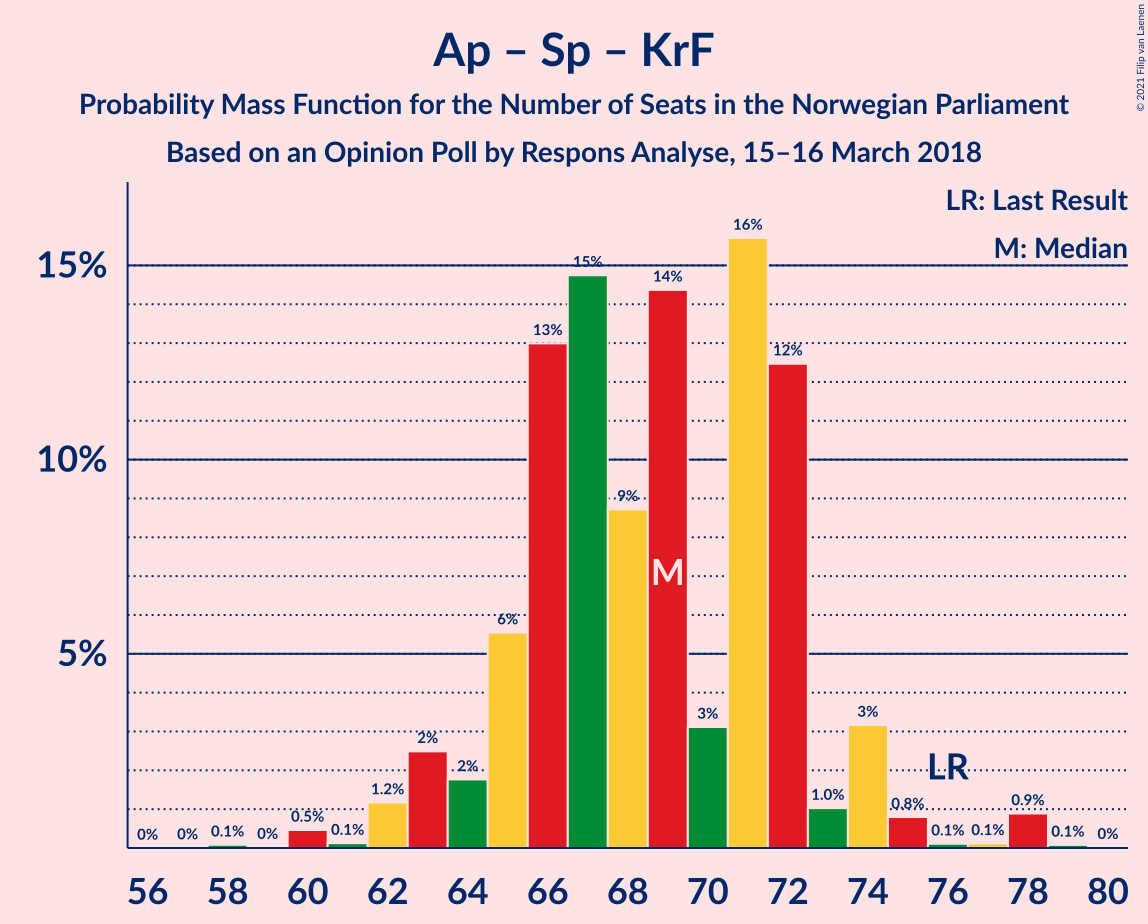 Ap – Sp – KrF
Probability Mass Function for the Number of Seats in the Norwegian Parliament
Based on an Opinion Poll by Respons Analyse, 15–16 March 2018
© 2021 Filip van Laenen
LR: Last Result
M: Median
15%
10%
5%
0% 0% 0.1% 0% 0.5% 0.1% 1.2% 2% 2% 6% 13% 15% 9% 14% 3% 16% 12% 1.0% 3% 0.8% 0.1% 0.1% 0.9% 0.1% 0%
M
LR
56 58 60 62 64 66 68 70 72 74 76 78 80